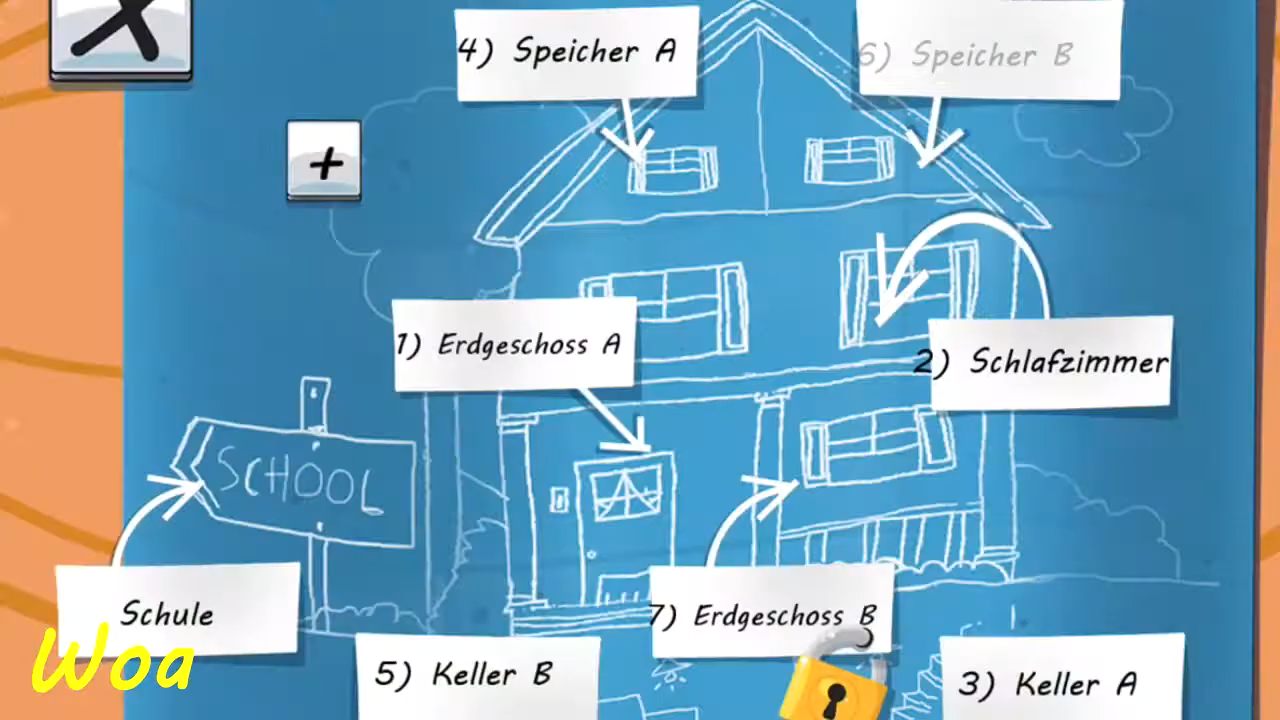 X
4) Speicher A
6) Speicher B
+
1) Erdgeschoss A
2) Schlafzimmer
SCHOOL
Schule
7) Erdgeschoss B
Woa
5) Keller B
3) Keller A